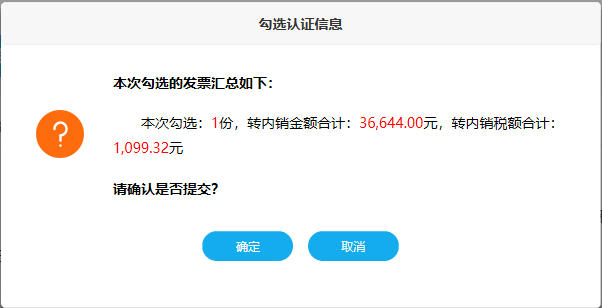 勾选认证信息
本次勾选的发票汇总如下：
本次勾选：1份，转内销金额合计：36,644.00元，转内销税额合计：
1,099.32元
请确认是否提交？
确定
取消